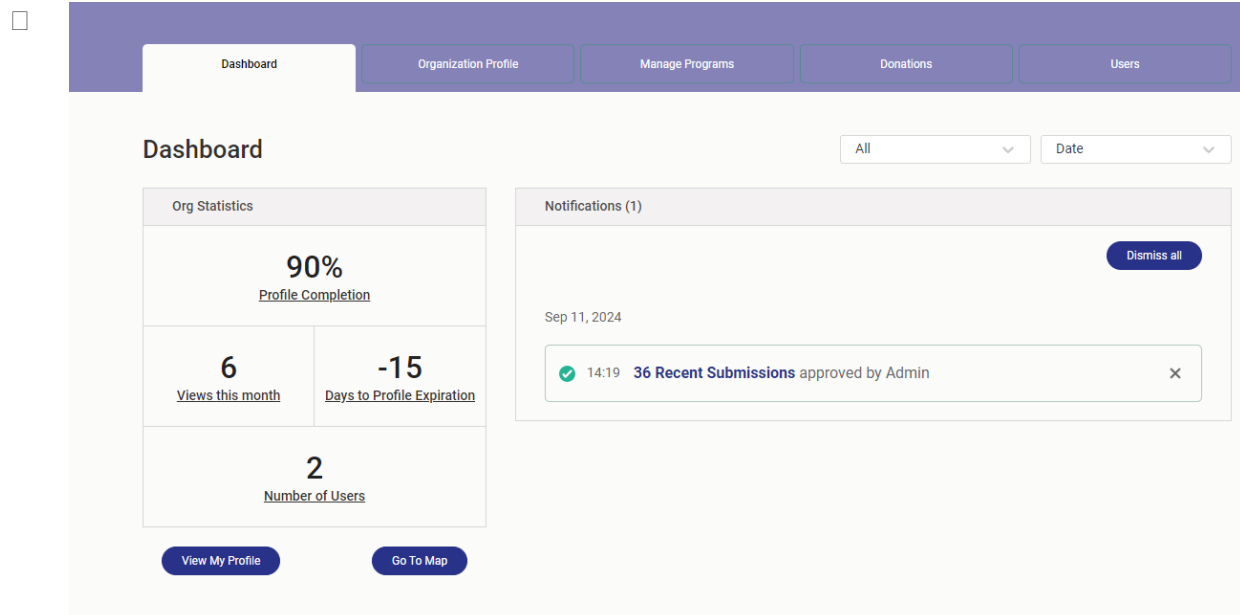 Dashboard
Organization Profile
Manage Programs
Donations
Users
Dashboard
All
Date
Org Statistics
90%
Profile Completion
6
Views this month
-15
Days to Profile Expiration
2
Number of Users
View My Profile
Go To Map
Notifications (1)
Dismiss all
Sep 11, 2024
14:19 36 Recent Submissions approved by Admin